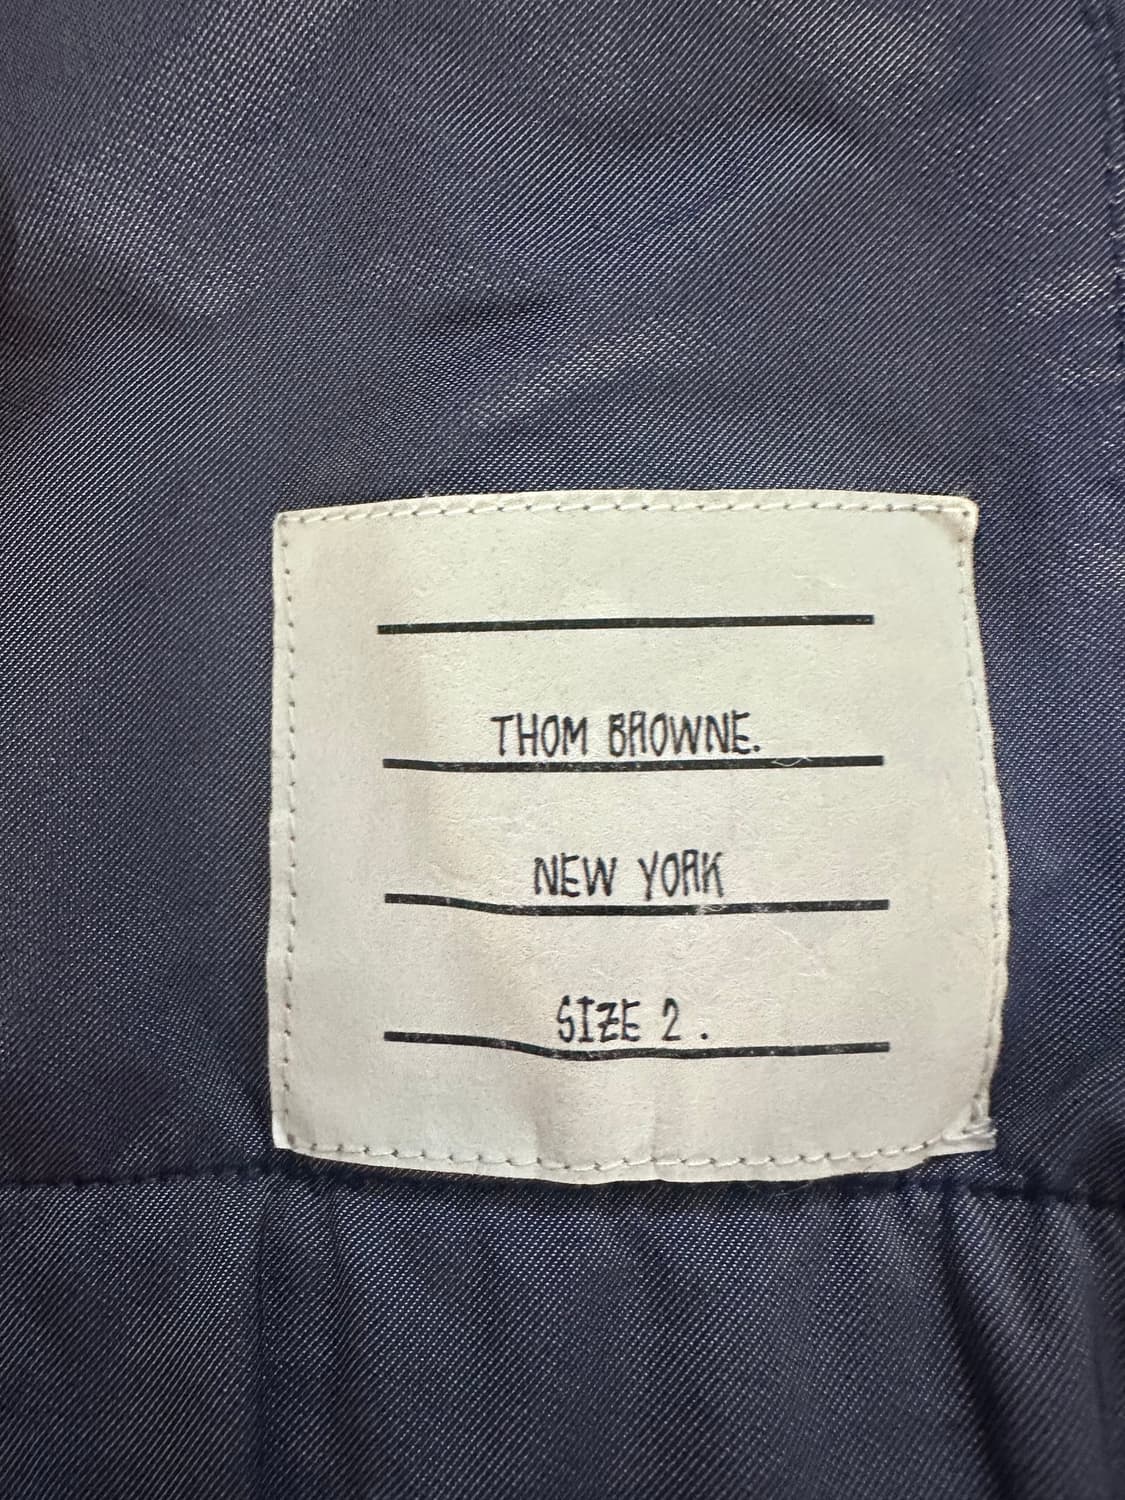 THOM BROWNE.
NEW YORK
SIZE 2 .